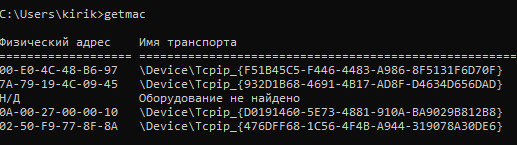 C:\Users\kirik>getmac
Физический адрес    Имя транспорта
=================== ==========================================================
00-E0-4C-48-B6-97   \Device\Tcpip_{F51B45C5-F446-4483-A986-8F5131F6D70F}
7A-79-19-4C-09-45   \Device\Tcpip_{932D1B68-4691-4B17-AD8F-D4634D656DAD}
Н/Д                 Оборудование не найдено
0A-00-27-00-00-10   \Device\Tcpip_{D0191460-5E73-4881-910A-BA9029B812B8}
02-50-F9-77-8F-8A   \Device\Tcpip_{476DFF68-1C56-4F4B-A944-319078A30DE6}